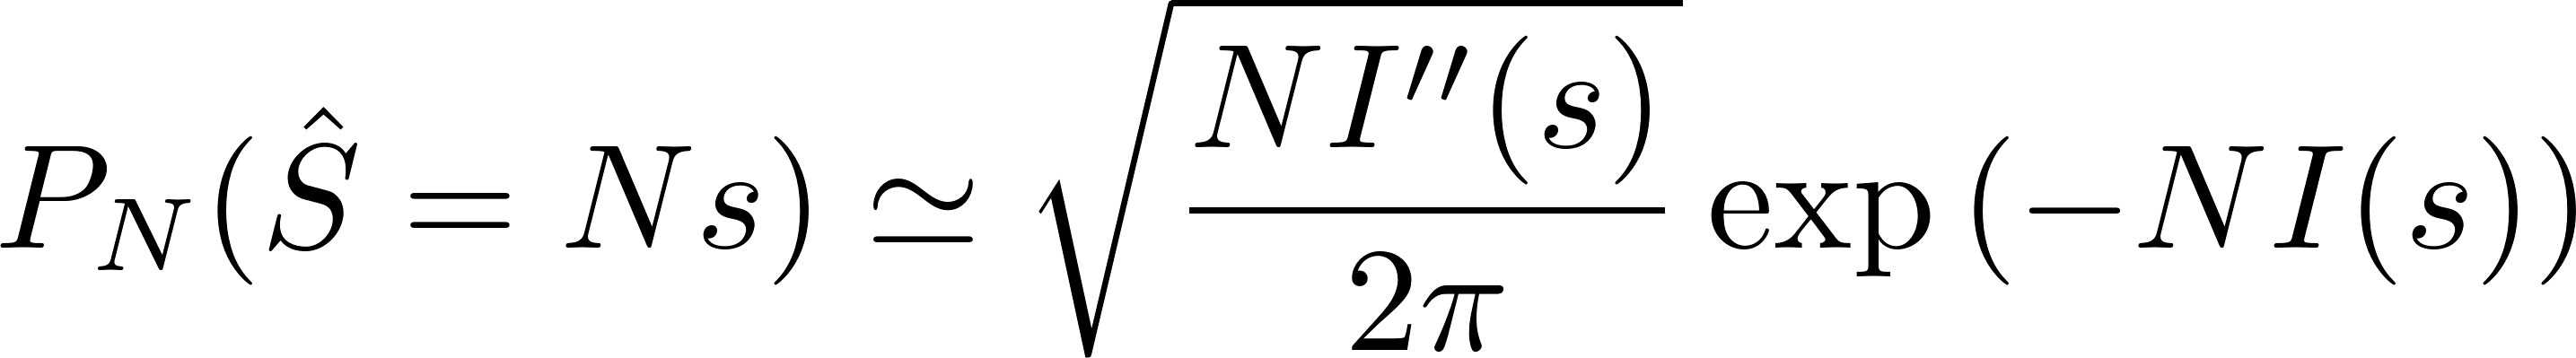 $P_N(\hat{S} = Ns) \simeq \sqrt{\frac{NI''(s)}{2\pi}} \exp(-NI(s))$